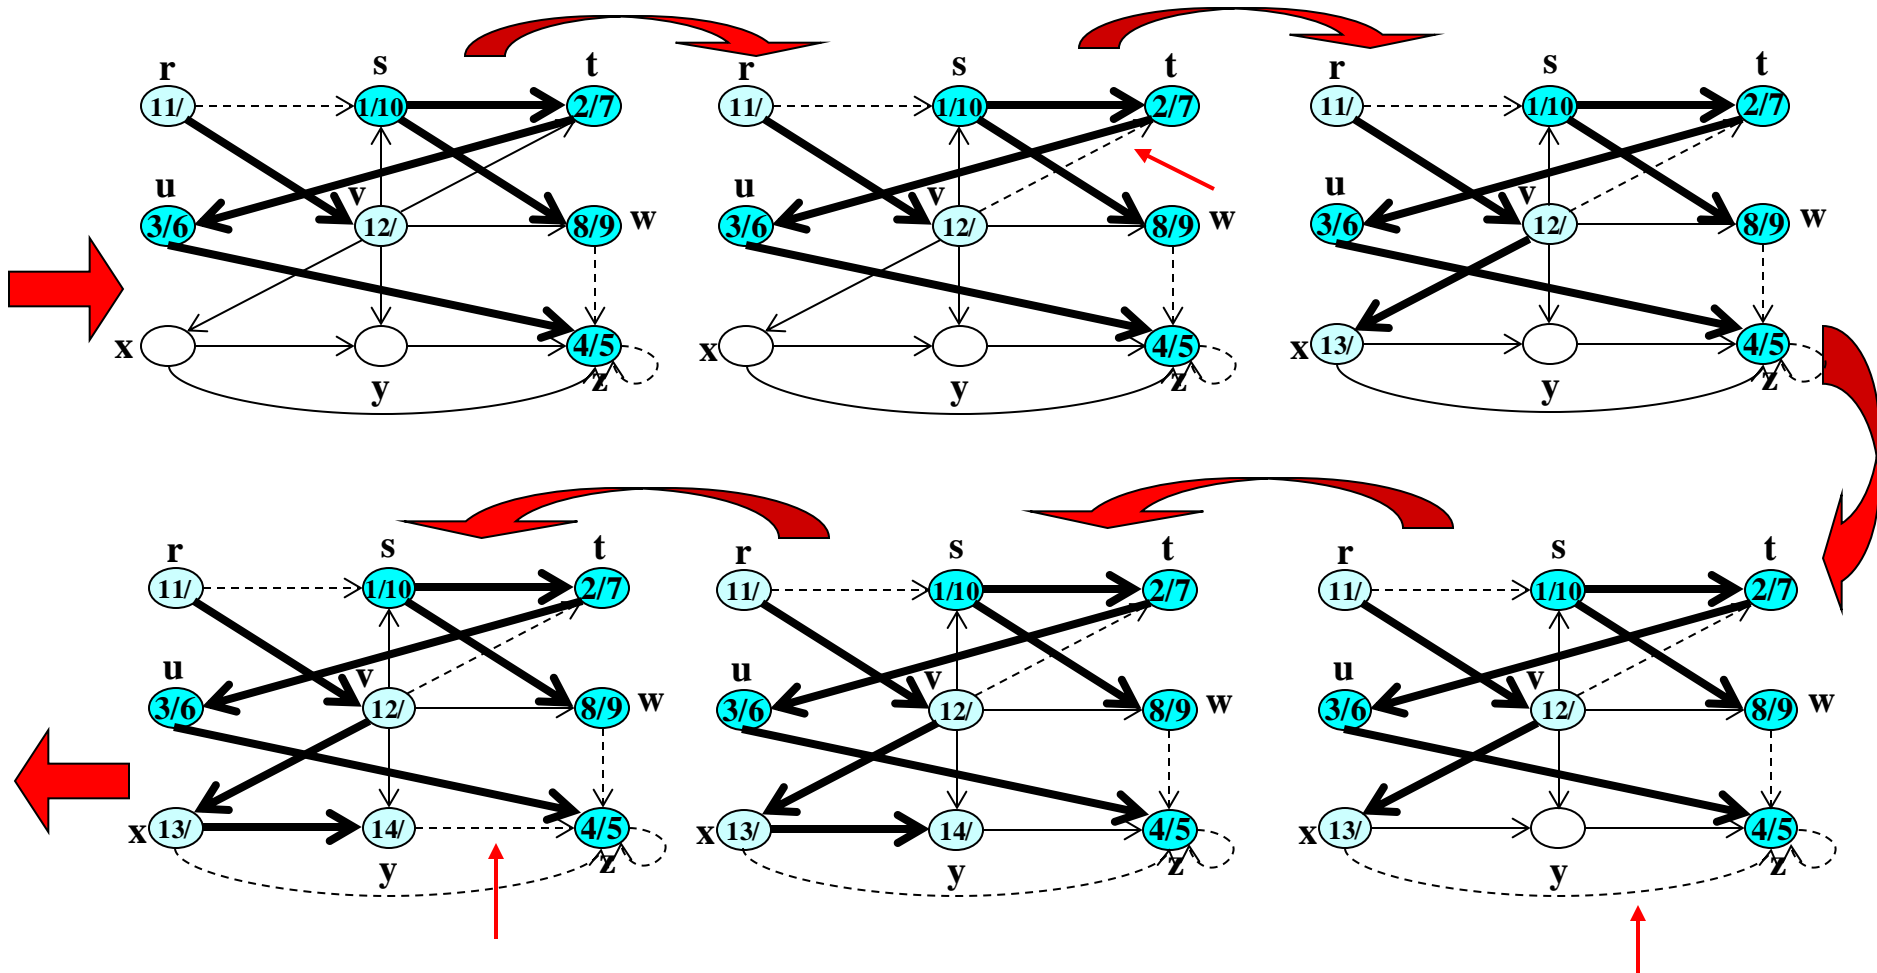 r s t
11/ 1/10 2/7
u v w
3/6 12/ 8/9
x 4/5
y z
r s t
11/ 1/10 2/7
u v w
3/6 12/ 8/9
x 4/5
y z
r s t
11/ 1/10 2/7
u v w
3/6 12/ 8/9
x 13/ 4/5
y z
r s t
11/ 1/10 2/7
u v w
3/6 12/ 8/9
x 13/ 14/ 4/5
y z
r s t
11/ 1/10 2/7
u v w
3/6 12/ 8/9
x 13/ 14/ 4/5
y z
r s t
11/ 1/10 2/7
u v w
3/6 12/ 8/9
x 13/ 4/5
y z